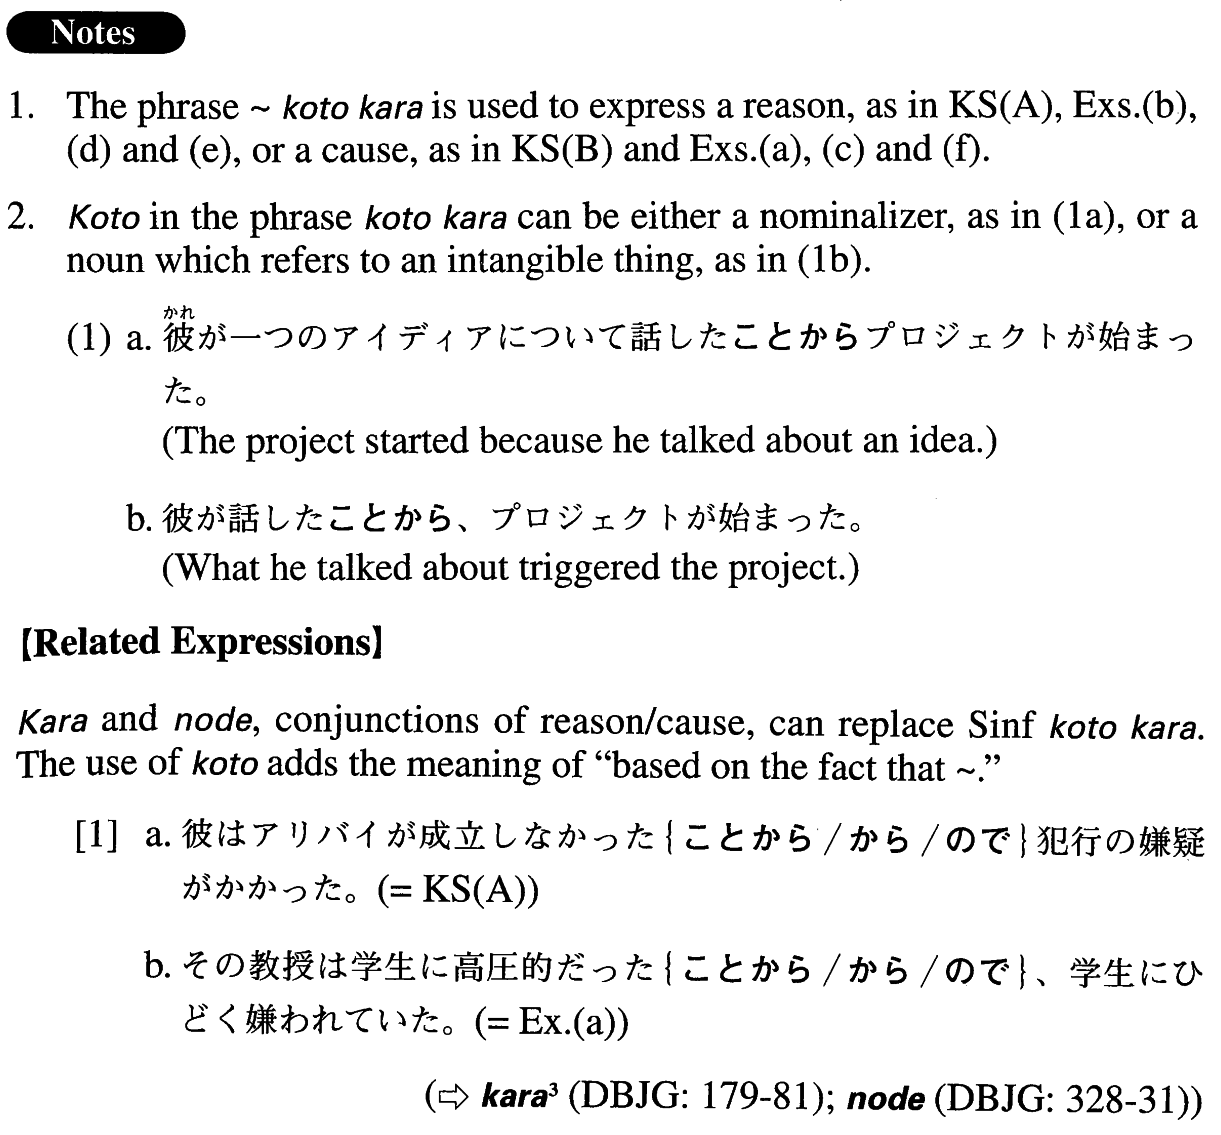 Notes
1. The phrase ~ koto kara is used to express a reason, as in KS(A), Exs.(b),
(d) and (e), or a cause, as in KS(B) and Exs.(a), (c) and (f).
2. Koto in the phrase koto kara can be either a nominalizer, as in (1a), or a
noun which refers to an intangible thing, as in (1b).
かれ
(1) a. 彼が一つのアイディアについて話したことからプロジェクトが始まっ
た。
(The project started because he talked about an idea.)
b. 彼が話したことから、プロジェクトが始まった。
(What he talked about triggered the project.)
【Related Expressions】
Kara and node, conjunctions of reason/cause, can replace Sinf koto kara.
The use of koto adds the meaning of “based on the fact that ~.”
[1] a. 彼はアリバイが成立しなかった{ことから/から/ので}犯行の嫌疑
がかかった。(= KS(A))
b. その教授は学生に高圧的だった{ことから/から/ので}、学生にひ
どく嫌われていた。(= Ex.(a))
(⇨ kara³ (DBJG: 179-81); node (DBJG: 328-31))